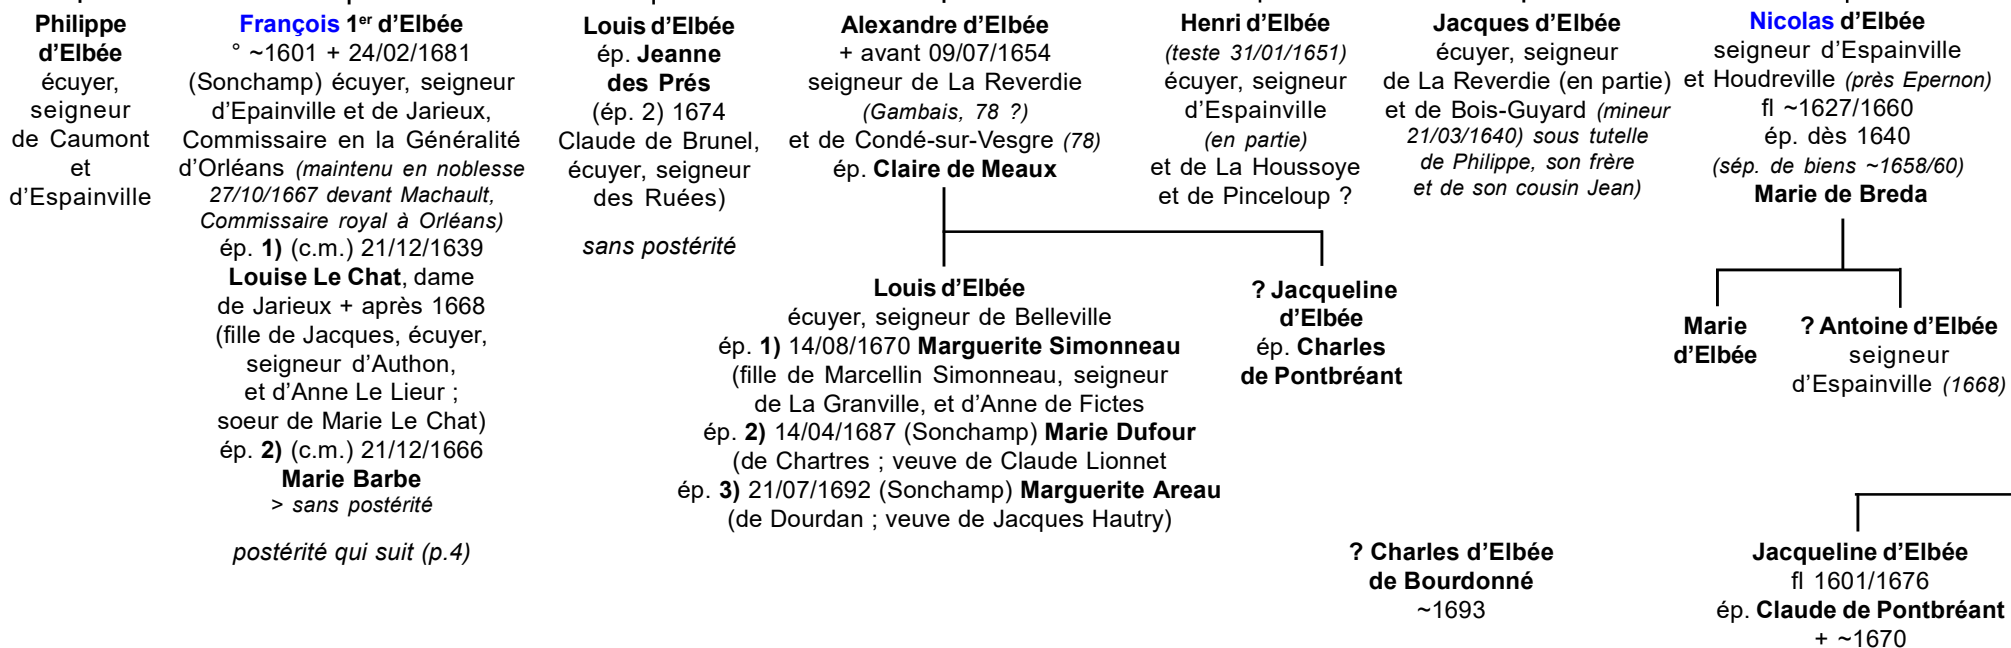 Philippe
d'Elbée
écuyer,
seigneur
de Caumont
et
d'Espainville
François 1er d'Elbée
° ~1601 + 24/02/1681
(Sonchamp) écuyer, seigneur
d'Epainville et de Jarieux,
Commissaire en la Généralité
d'Orléans (maintenu en noblesse
27/10/1667 devant Machault,
Commissaire royal à Orléans)
ép. 1) (c.m.) 21/12/1639
Louise Le Chat, dame
de Jarieux + après 1668
(fille de Jacques, écuyer,
seigneur d'Authon,
et d'Anne Le Lieur ;
soeur de Marie Le Chat)
ép. 2) (c.m.) 21/12/1666
Marie Barbe
> sans postérité
postérité qui suit (p.4)
Louis d'Elbée
ép. Jeanne
des Prés
(ép. 2) 1674
Claude de Brunel,
écuyer, seigneur
des Ruées)
sans postérité
Alexandre d'Elbée
+ avant 09/07/1654
seigneur de La Reverdie
(Gambais, 78 ?)
et de Condé-sur-Vesgre (78)
ép. Claire de Meaux
Henri d'Elbée
(teste 31/01/1651)
écuyer, seigneur
d'Espainville
(en partie)
et de La Houssoye
et de Pinceloup ?
Jacques d'Elbée
écuyer, seigneur
de La Reverdie (en partie)
et de Bois-Guyard (mineur
21/03/1640) sous tutelle
de Philippe, son frère
et de son cousin Jean)
Nicolas d'Elbée
seigneur d'Espainville
et Houdreville (près Epernon)
fl ~1627/1660
ép. dès 1640
(sép. de biens ~1658/60)
Marie de Breda
Louis d'Elbée
écuyer, seigneur de Belleville
ép. 1) 14/08/1670 Marguerite Simonneau
(fille de Marcellin Simonneau, seigneur
de La Granville, et d'Anne de Fictes
ép. 2) 14/04/1687 (Sonchamp) Marie Dufour
(de Chartres ; veuve de Claude Lionnet
ép. 3) 21/07/1692 (Sonchamp) Marguerite Areau
(de Dourdan ; veuve de Jacques Hautry)
? Jacqueline
d'Elbée
ép. Charles
de Pontbréant
Marie
d'Elbée
? Antoine d'Elbée
seigneur
d'Espainville (1668)
? Charles d'Elbée
de Bourdonné
~1693
Jacqueline d'Elbée
fl 1601/1676
ép. Claude de Pontbréant
+ ~1670